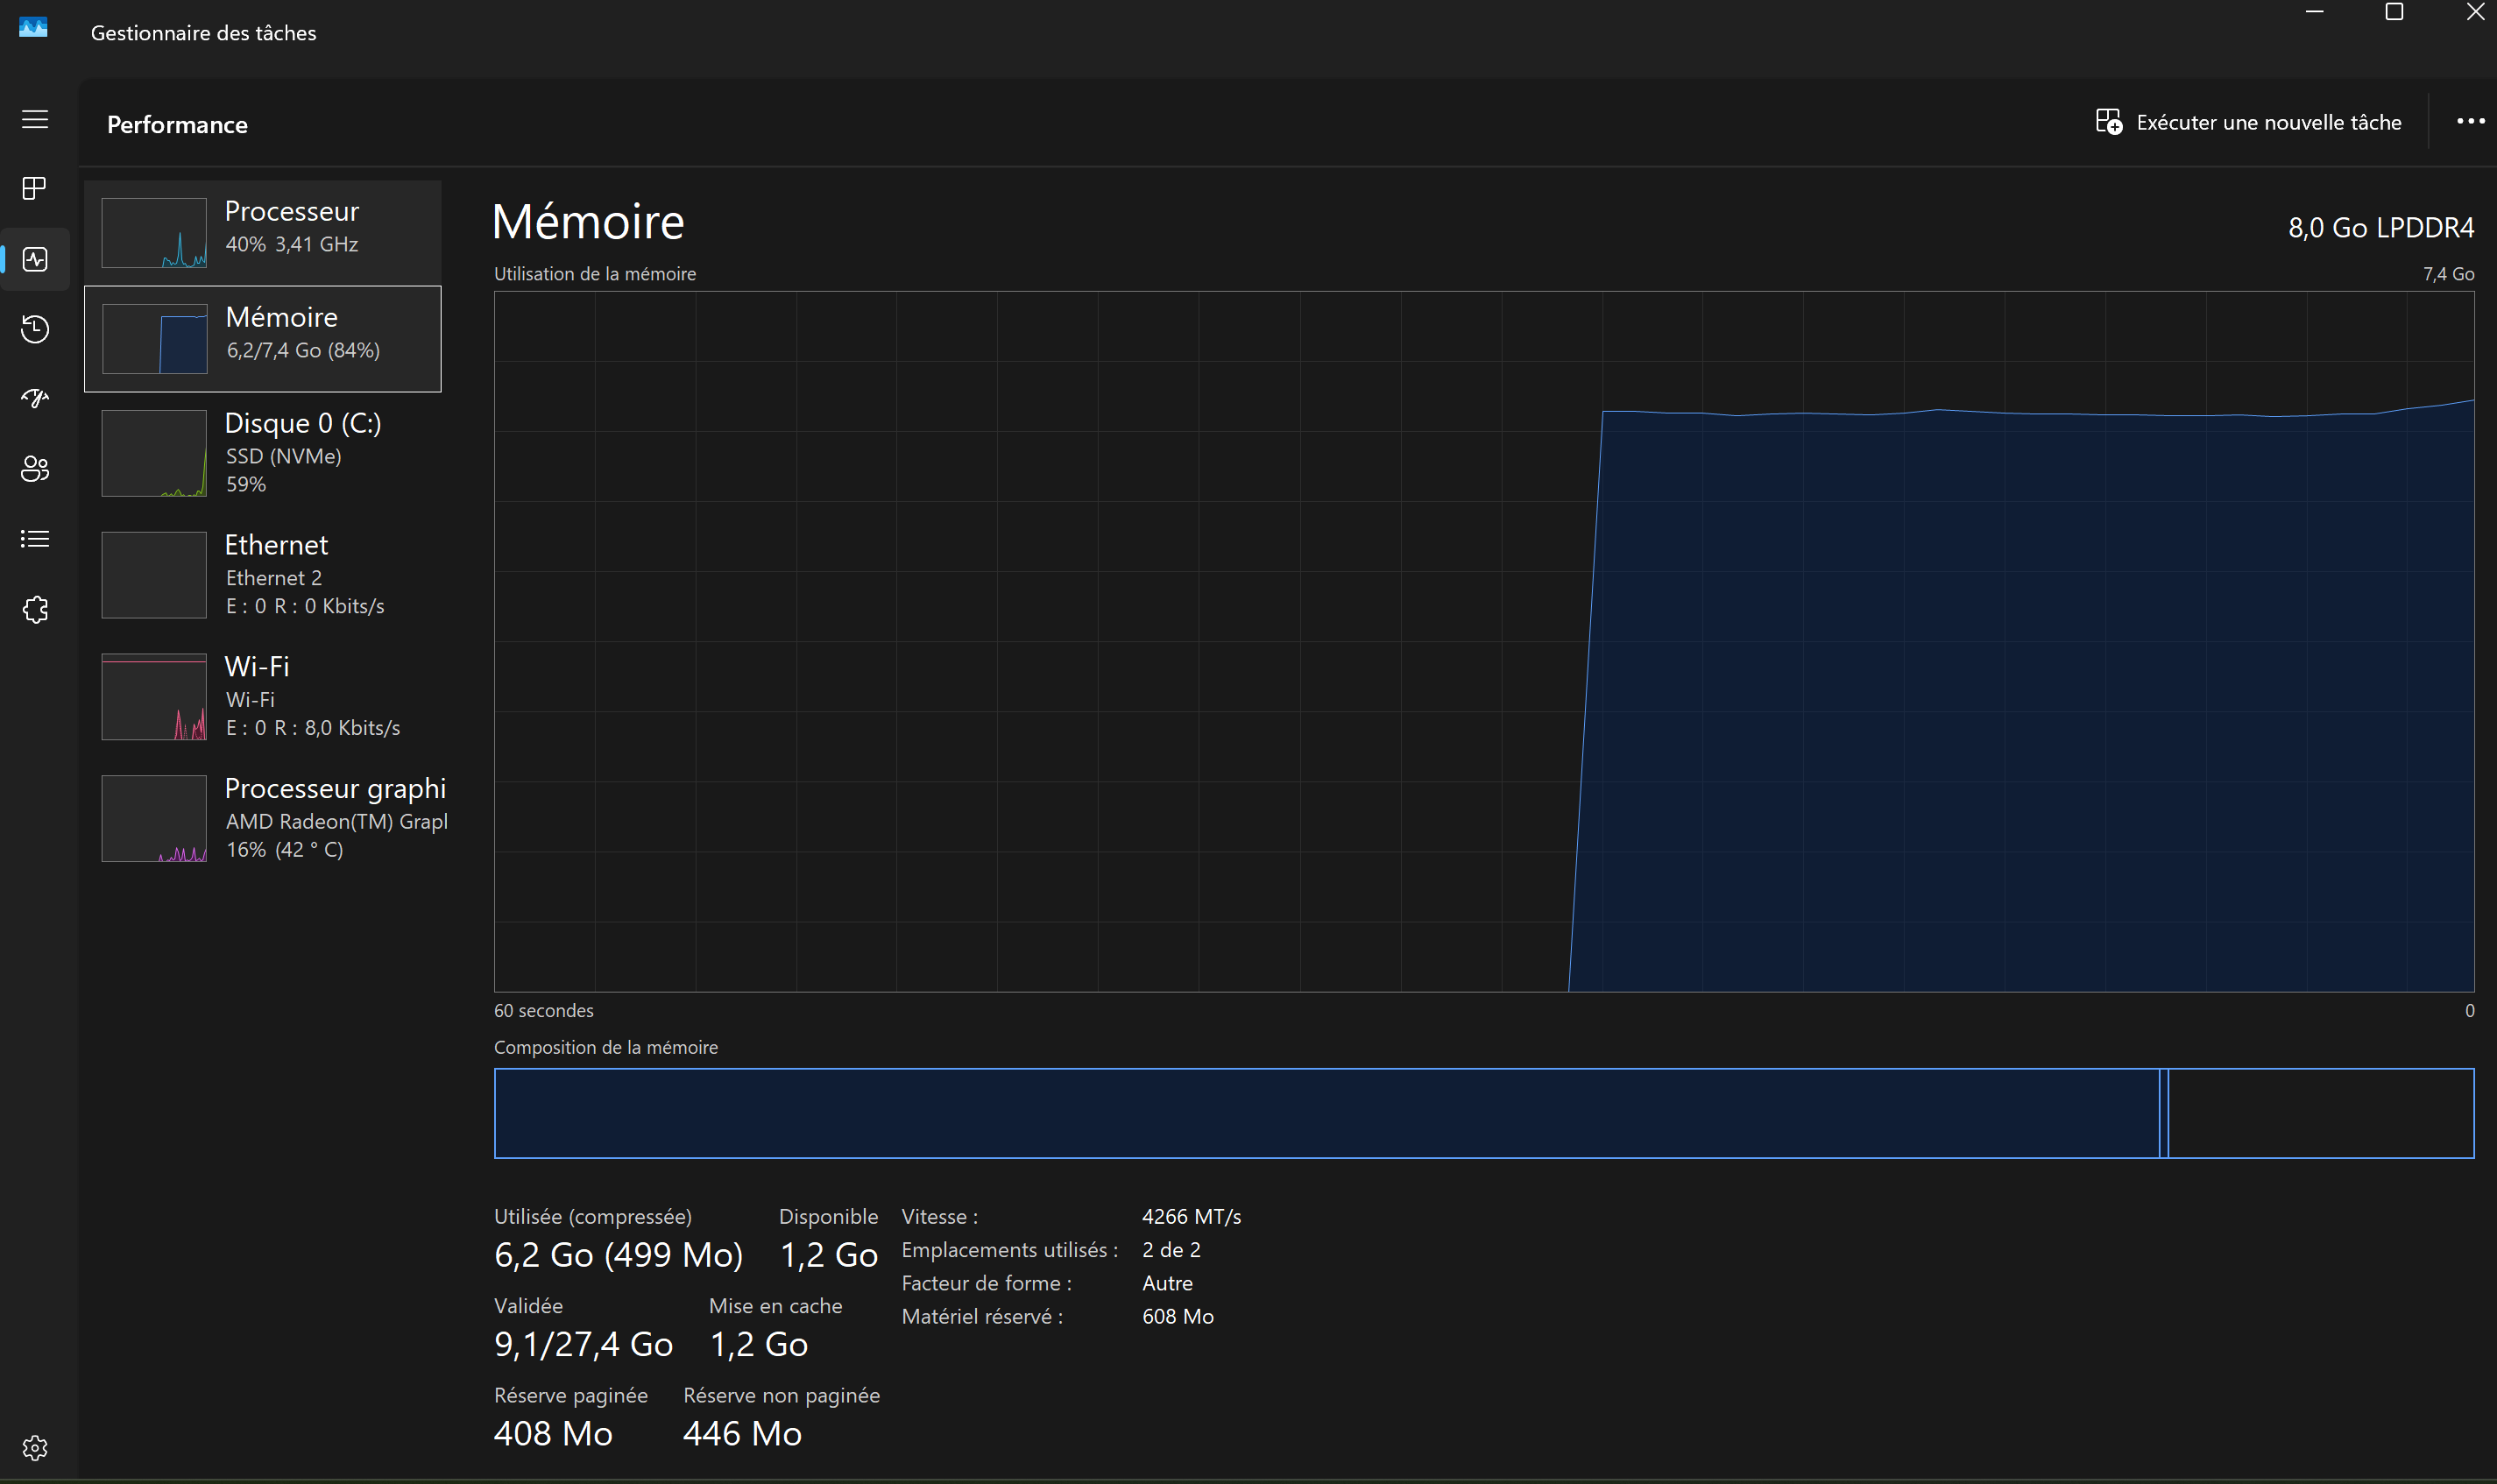 Gestionnaire des tâches
Performance
Exécuter une nouvelle tâche
Processeur
40% 3,41 GHz
Mémoire
6,2/7,4 Go (84%)
Disque 0 (C:)
SSD (NVMe)
59%
Ethernet
Ethernet 2
E : 0 R : 0 Kbits/s
Wi-Fi
Wi-Fi
E : 0 R : 8,0 Kbits/s
Processeur graphi
AMD Radeon(TM) Grapl
16% (42 ° C)
Mémoire
8,0 Go LPDDR4
Utilisation de la mémoire
7,4 Go
60 secondes
0
Composition de la mémoire
Utilisée (compressée)
6,2 Go (499 Mo)
Disponible
1,2 Go
Validée
9,1/27,4 Go
Mise en cache
1,2 Go
Réserve paginée
408 Mo
Réserve non paginée
446 Mo
Vitesse : 4266 MT/s
Emplacements utilisés : 2 de 2
Facteur de forme : Autre
Matériel réservé : 608 Mo